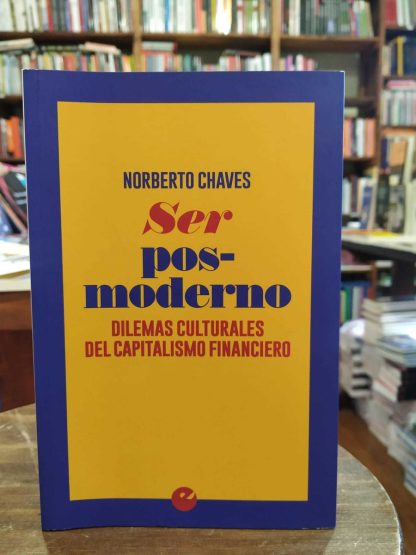 NORBERTO CHAVES
Ser
pos-
moderno
DILEMAS CULTURALES
DEL CAPITALISMO FINANCIERO
e